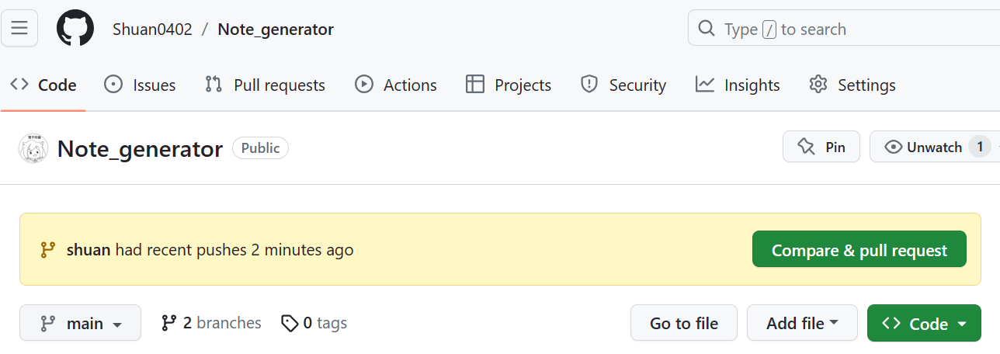 Shuan0402 / Note_generator
Type / to search
Code Issues Pull requests Actions Projects Security Insights Settings
Note_generator Public Pin Unwatch 1
shuan had recent pushes 2 minutes ago Compare & pull request
main 2 branches 0 tags Go to file Add file Code